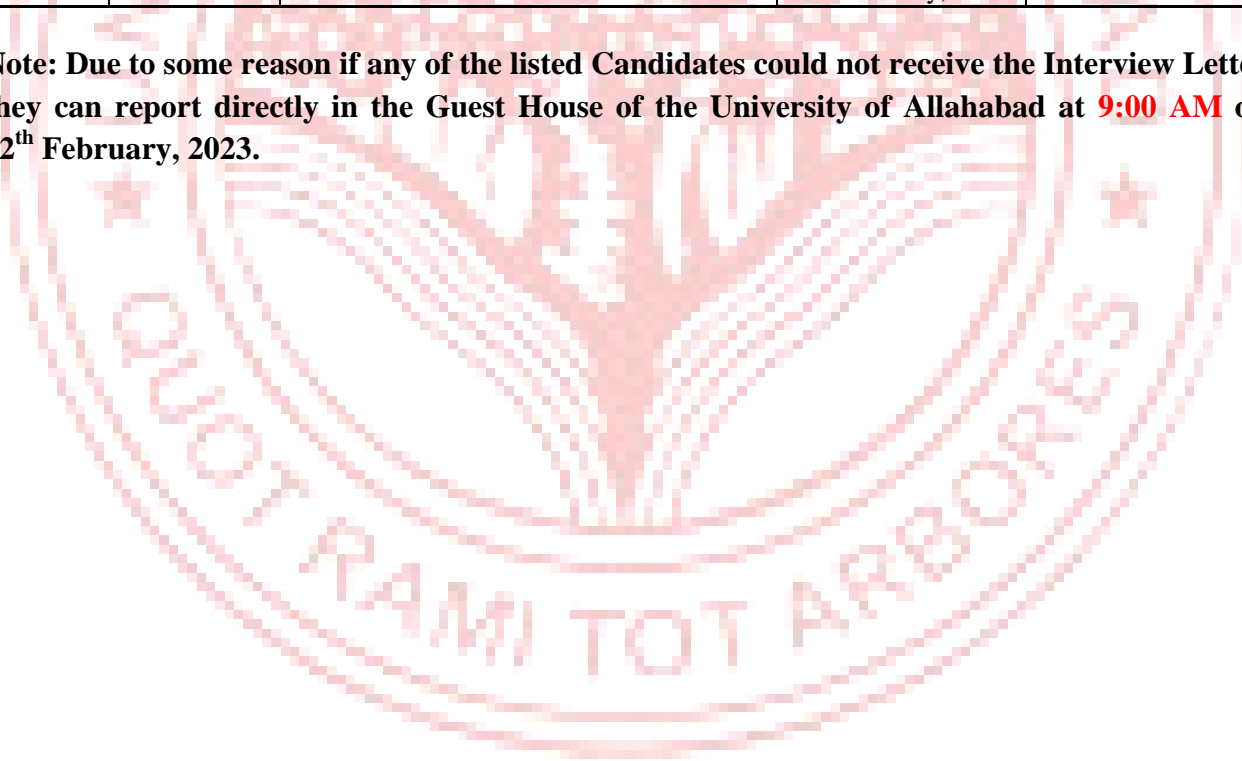 Note: Due to some reason if any of the listed Candidates could not receive the Interview Lette
hey can report directly in the Guest House of the University of Allahabad at 9:00 AM o
2th February, 2023.
QUOT RAMI TOT ARBORES